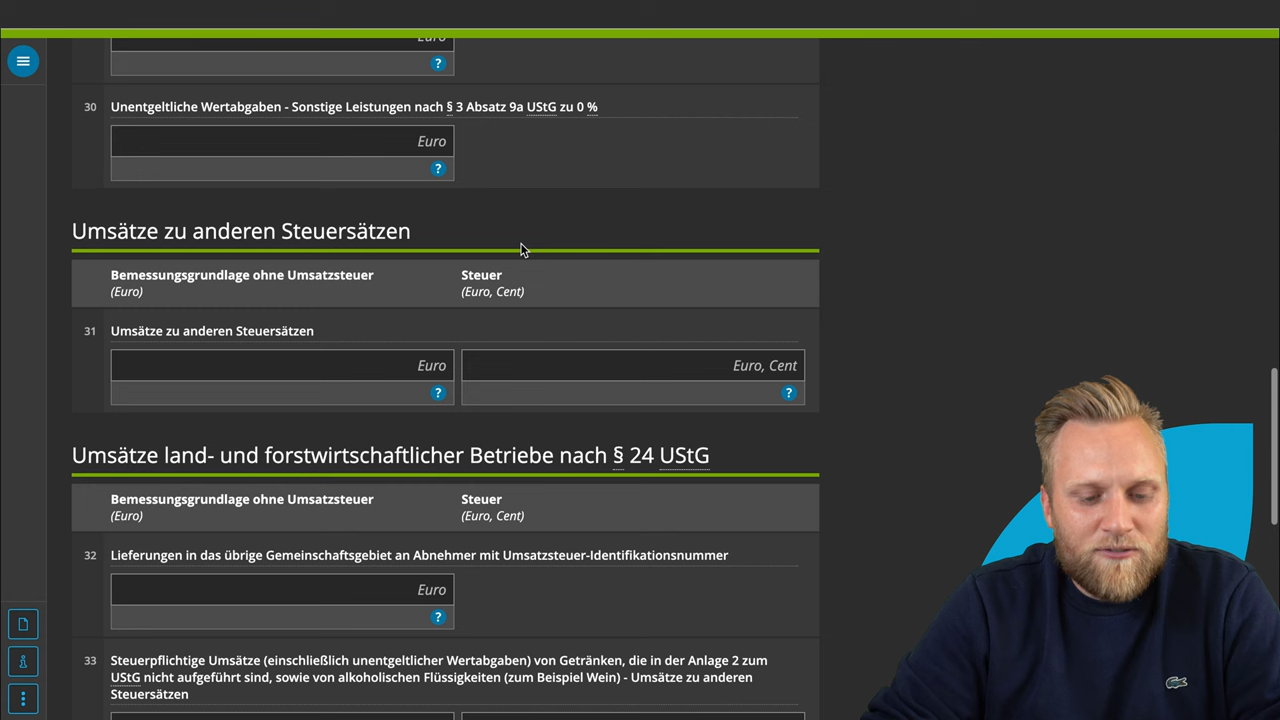 Euro
?
30 Unentgeltliche Wertabgaben - Sonstige Leistungen nach § 3 Absatz 9a UStG zu 0 %
Euro
?
Umsätze zu anderen Steuersätzen
Bemessungsgrundlage ohne Umsatzsteuer Steuer
(Euro) (Euro, Cent)
31 Umsätze zu anderen Steuersätzen
Euro Euro, Cent
? ?
Umsätze land- und forstwirtschaftlicher Betriebe nach § 24 UStG
Bemessungsgrundlage ohne Umsatzsteuer Steuer
(Euro) (Euro, Cent)
32 Lieferungen in das übrige Gemeinschaftsgebiet an Abnehmer mit Umsatzsteuer-Identifikationsnummer
Euro
?
33 Steuerpflichtige Umsätze (einschließlich unentgeltlicher Wertabgaben) von Getränken, die in der Anlage 2 zum
UStG nicht aufgeführt sind, sowie von alkoholischen Flüssigkeiten (zum Beispiel Wein) - Umsätze zu anderen
Steuersätzen